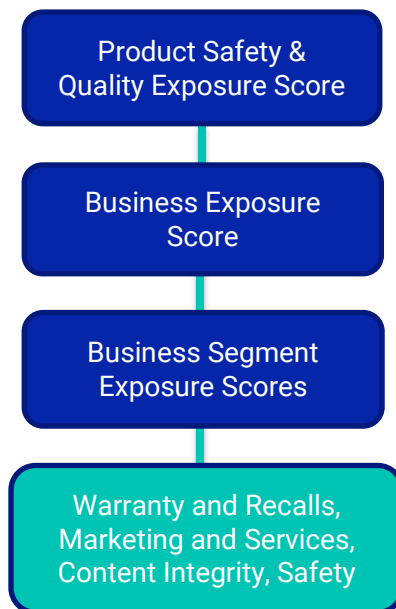 Product Safety &
Quality Exposure Score
Business Exposure
Score
Business Segment
Exposure Scores
Warranty and Recalls,
Marketing and Services,
Content Integrity, Safety